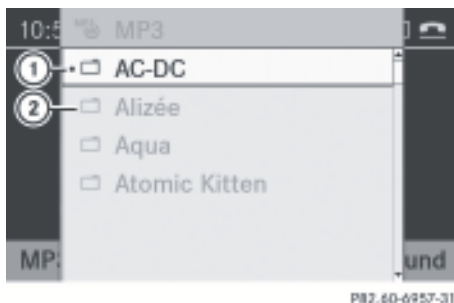 10:5 MP3
1 AC-DC
2 Alizée
Aqua
Atomic Kitten
MP und
P82.60-6957-31